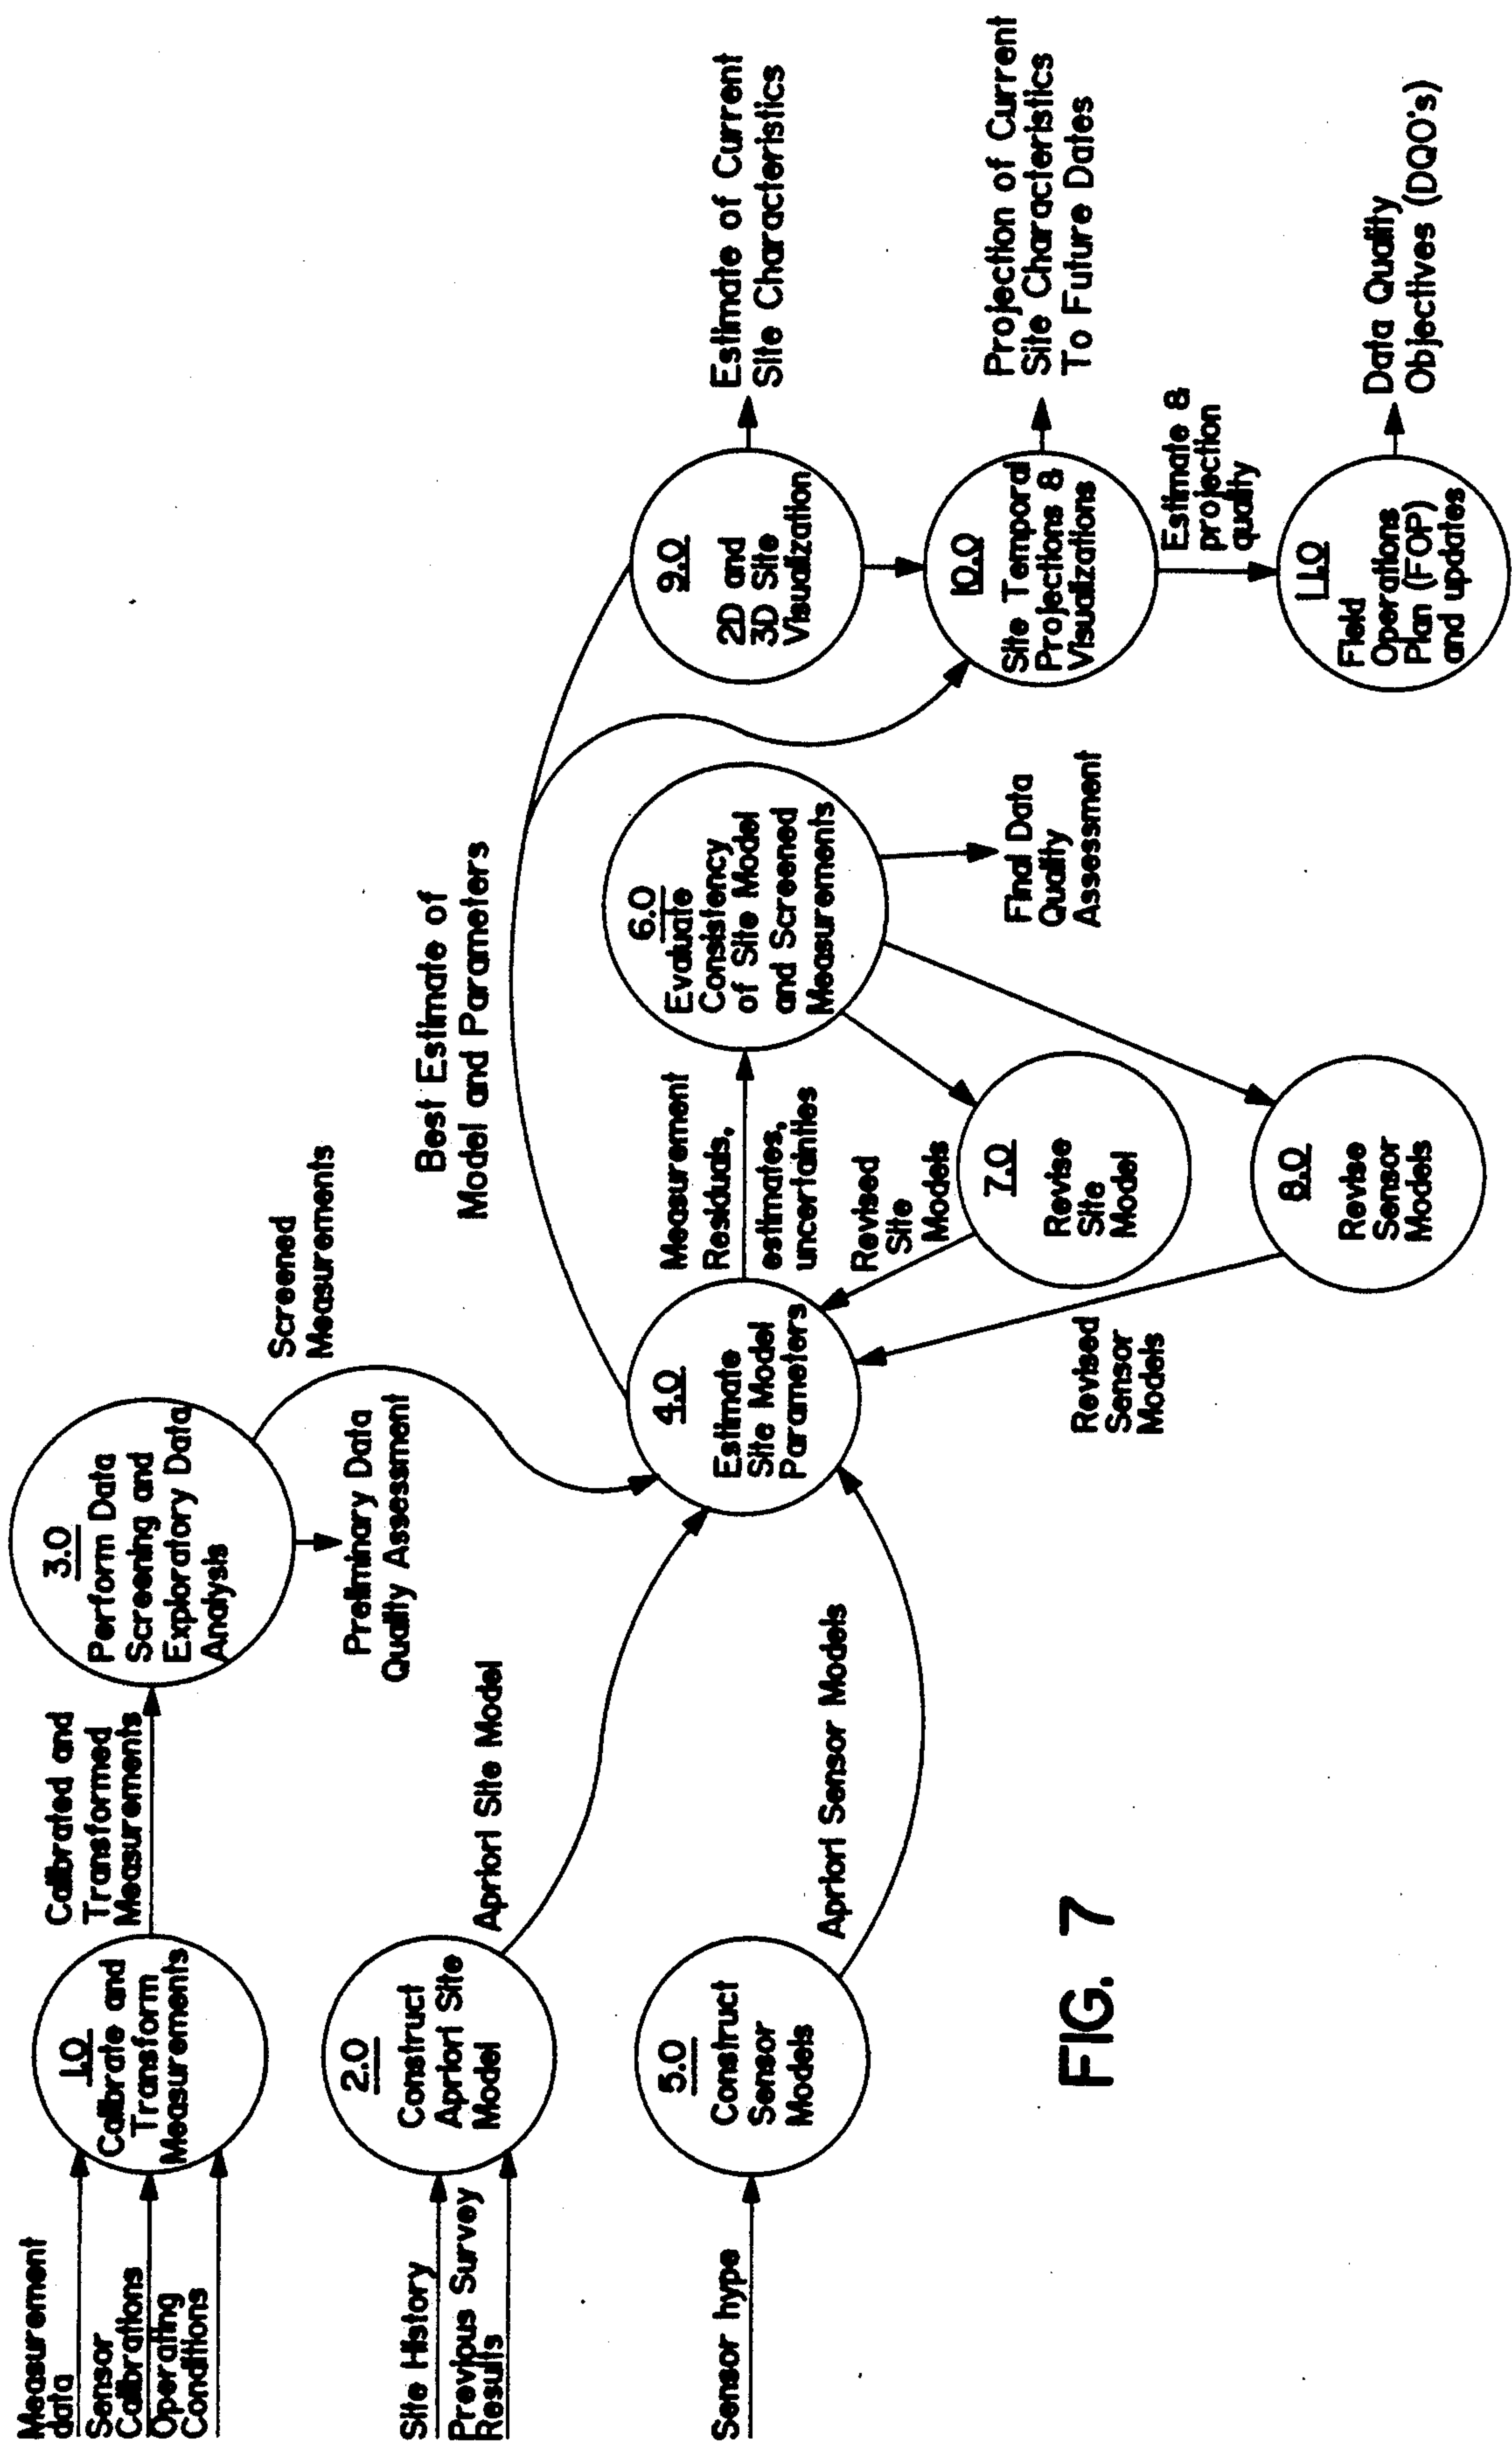 Measurement
data
Sensor
Calibrations
Operating
Conditions
1.0
Calibrate and
Transform
Measurements
Calibrated and
Transformed
Measurements
3.0
Perform Data
Screening and
Exploratory Data
Analysis
Preliminary Data
Quality Assessment
Screened
Measurements
Site History
Previous Survey
Results
2.0
Construct
Apriori Site
Model
Apriori Site Model
Sensor hype
5.0
Construct
Sensor
Models
Apriori Sensor Models
4.0
Estimate
Site Model
Parameters
Best Estimate of
Model and Parameters
Measurement
Residuals,
estimates,
uncertainties
6.0
Evaluate
Consistency
of Site Model
and Screened
Measurements
Final Data
Quality
Assessment
Revised
Site
Models
7.0
Revise
Site
Model
Revised
Sensor
Models
8.0
Revise
Sensor
Models
9.0
2D and
3D Site
Visualization
Estimate of Current
Site Characteristics
10.0
Site Temporal
Projections &
Visualizations
Projection of Current
Site Characteristics
To Future Dates
Estimate &
projection
quality
11.0
Field
Operations
Plan (FOP)
and updates
Data Quality
Objectives (DQO's)
FIG. 7